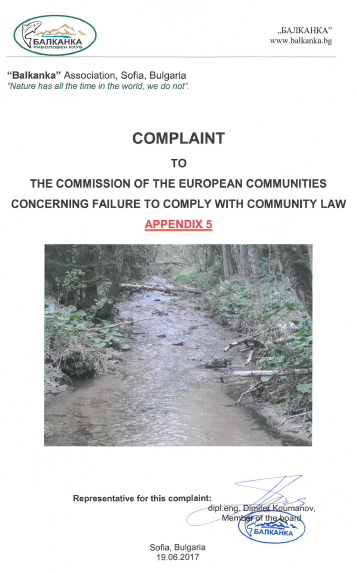 БАЛКАНКА
РИБОЛОВЕН КЛУБ
„БАЛКАНКА”
www.balkanka.bg
“Balkanka” Association, Sofia, Bulgaria
“Nature has all the time in the world, we do not”.
COMPLAINT
TO
THE COMMISSION OF THE EUROPEAN COMMUNITIES
CONCERNING FAILURE TO COMPLY WITH COMMUNITY LAW
APPENDIX 5
Representative for this complaint:
dipl.eng. Dimiter Koumanov,
Member of the board
БАЛКАНКА
Sofia, Bulgaria
19.06.2017